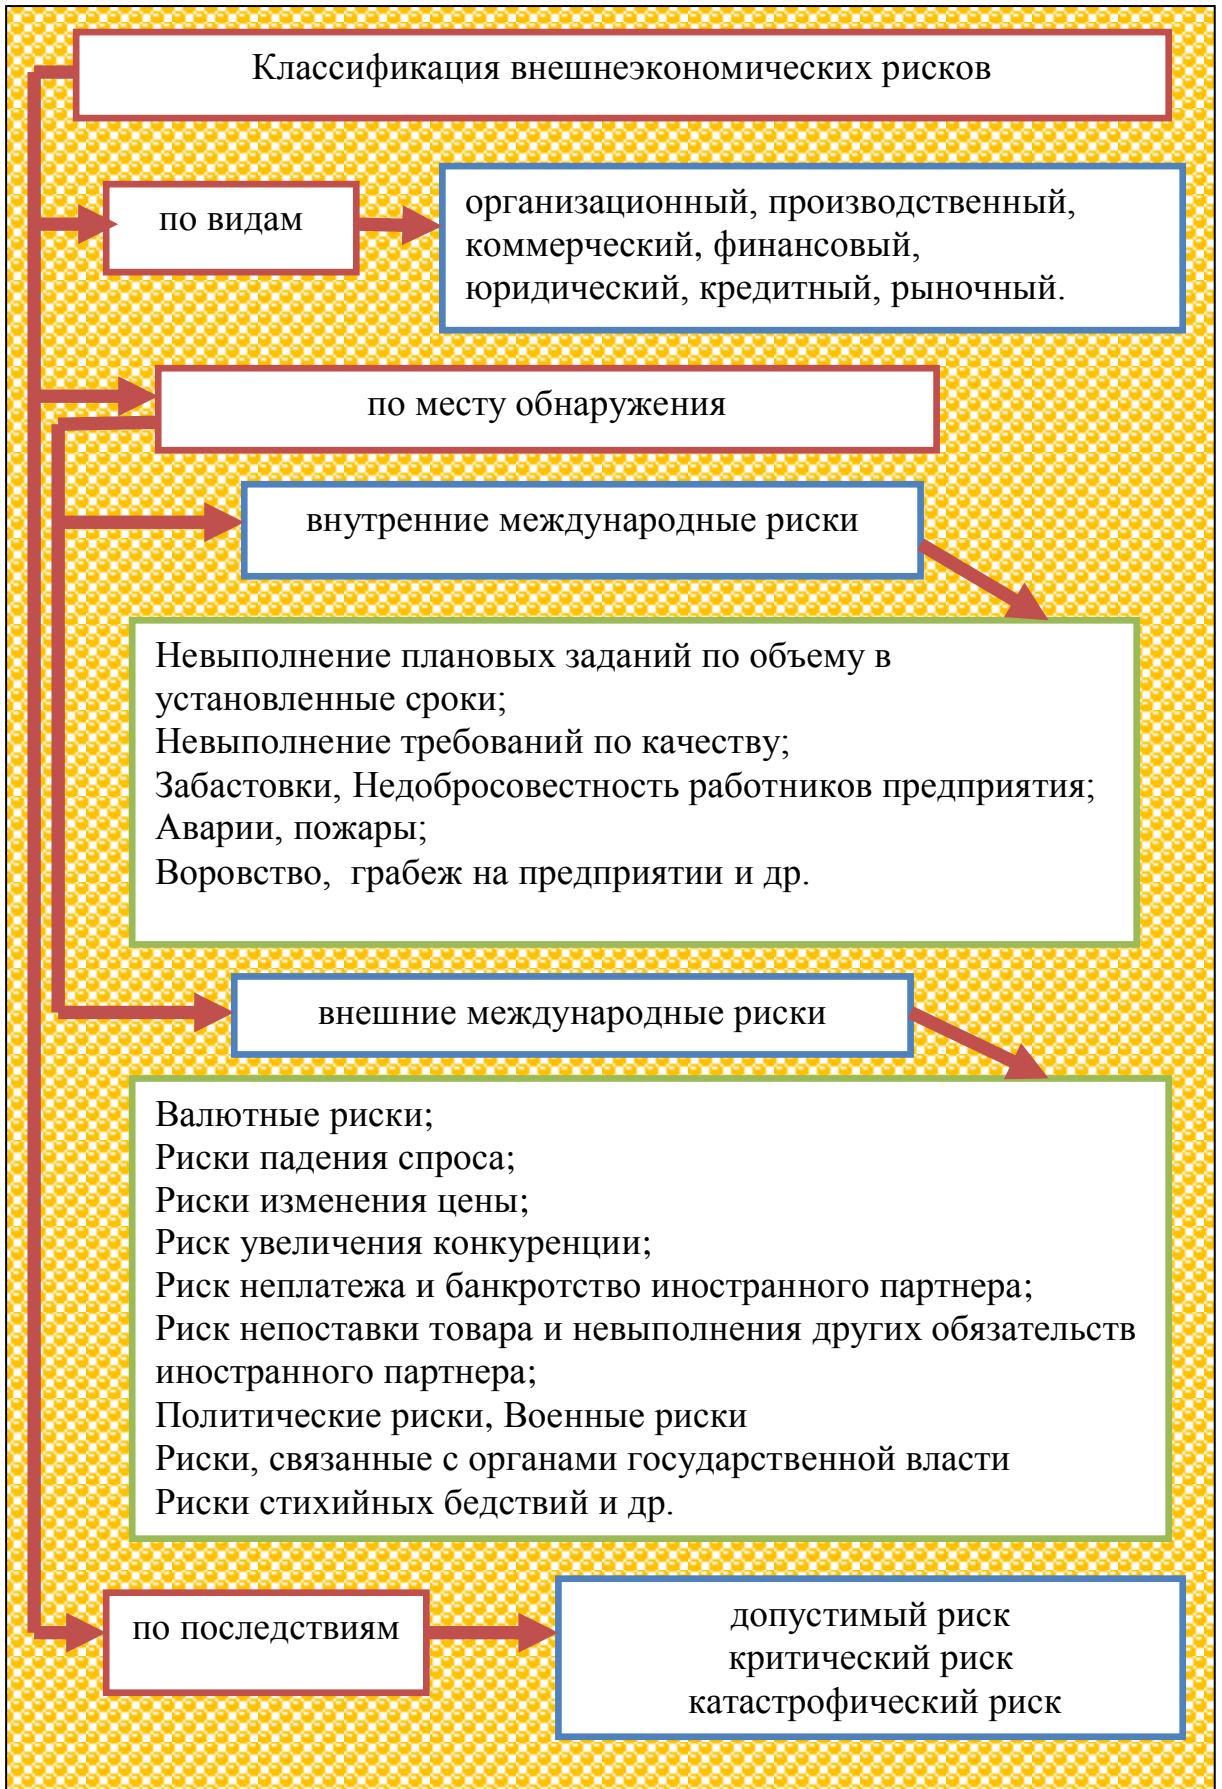 Классификация внешнеэкономических рисков
по видам
организационный, производственный,
коммерческий, финансовый,
юридический, кредитный, рыночный.
по месту обнаружения
внутренние международные риски
Невыполнение плановых заданий по объему в
установленные сроки;
Невыполнение требований по качеству;
Забастовки, Недобросовестность работников предприятия;
Аварии, пожары;
Воровство,  грабеж на предприятии и др.
внешние международные риски
Валютные риски;
Риски падения спроса;
Риски изменения цены;
Риск увеличения конкуренции;
Риск неплатежа и банкротство иностранного партнера;
Риск непоставки товара и невыполнения других обязательств
иностранного партнера;
Политические риски, Военные риски
Риски, связанные с органами государственной власти
Риски стихийных бедствий и др.
по последствиям
допустимый риск
критический риск
катастрофический риск